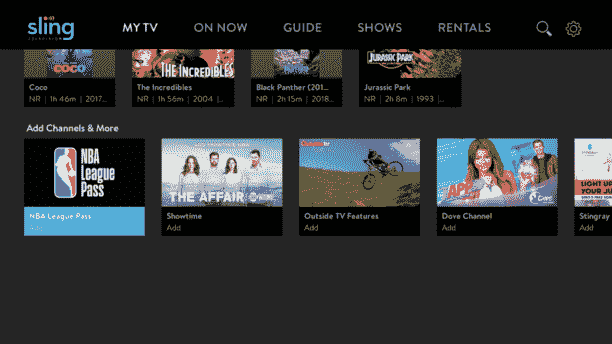 sling
TELEVISION
MY TV
ON NOW
GUIDE
SHOWS
RENTALS
COCO
THE INCREDIBLES
JURASSIC PARK
Coco
NR | 1h 46m | 2017...
The Incredibles
NR | 1h 56m | 2004 |
Black Panther (201...
NR | 2h 15m | 2018...
Jurassic Park
NR | 2h 8m | 1993 |
Add Channels & More
NBA
League
Pass
THE AFFAIR
Dove
LIGHT UP
YOUR
NBA League Pass
Add
Showtime
Add
Outside TV Features
Add
Dove Channel
Add
Stingray
Add